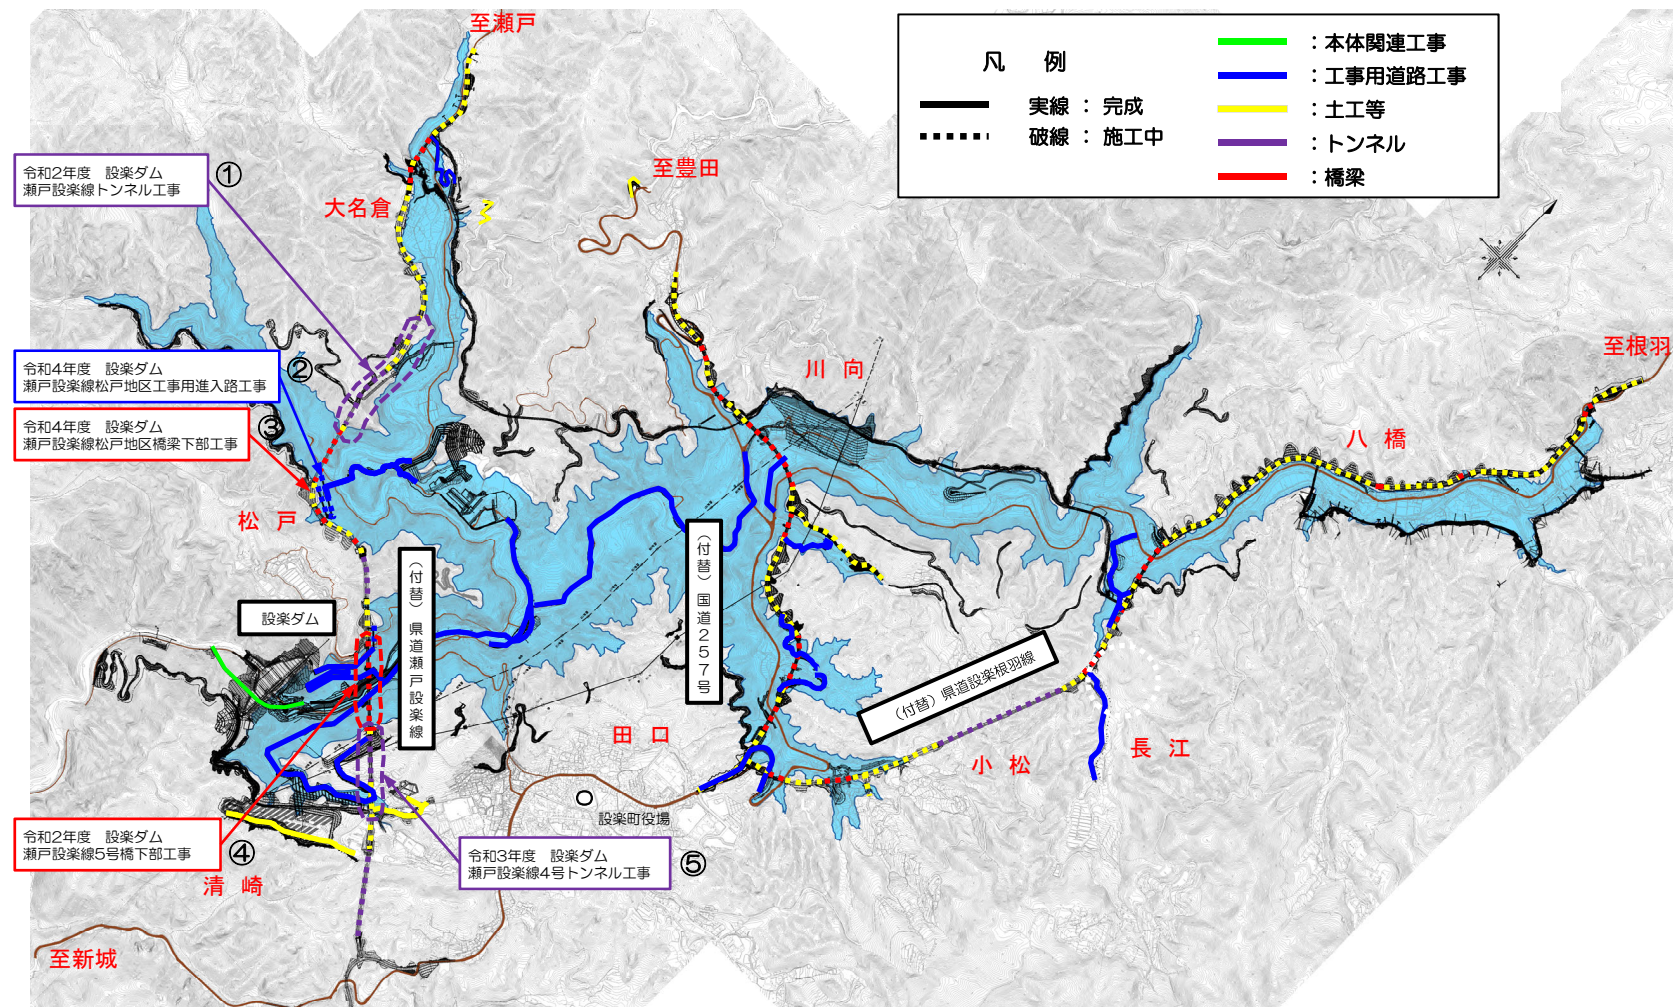 至瀬戸
凡 例
実線 ： 完成
破線 ： 施工中
：本体関連工事
：工事用道路工事
：土工等
：トンネル
：橋梁
令和2年度 設楽ダム
瀬戸設楽線トンネル工事
①
大名倉
至豊田
令和4年度 設楽ダム
瀬戸設楽線松戸地区工事用進入路工事
②
令和4年度 設楽ダム
瀬戸設楽線松戸地区橋梁下部工事
③
川向
至根羽
八橋
松戸
設楽ダム
（付替）県道瀬戸設楽線
（付替）国道257号
（付替）県道設楽根羽線
田口
小松
長江
設楽町役場
令和2年度 設楽ダム
瀬戸設楽線5号橋下部工事
④
令和3年度 設楽ダム
瀬戸設楽線4号トンネル工事
⑤
清崎
至新城